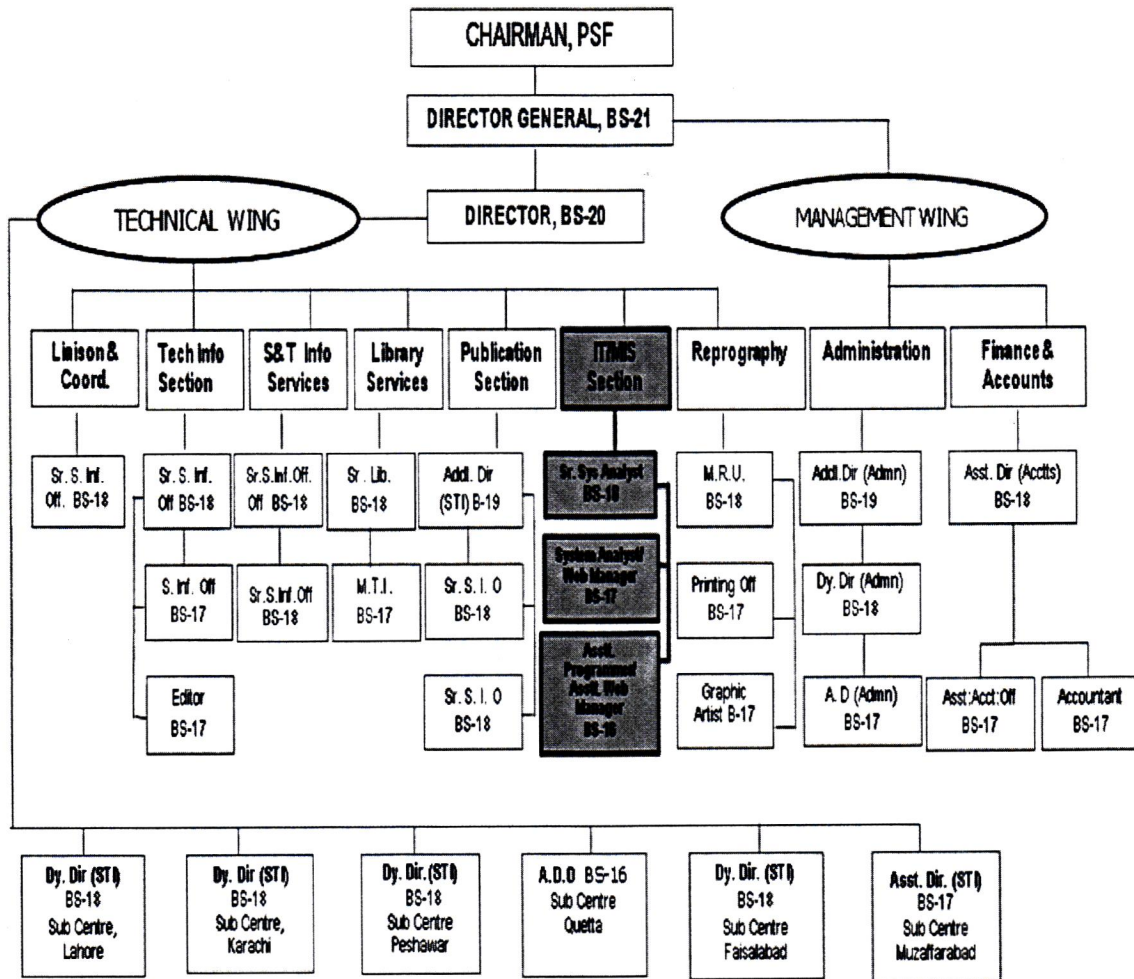 CHAIRMAN, PSF
DIRECTOR GENERAL, BS-21
DIRECTOR, BS-20
TECHNICAL WING
MANAGEMENT WING
Liaison &
Coord.
Tech Info
Section
S&T Info
Services
Library
Services
Publication
Section
IT/MIS
Section
Reprography
Administration
Finance &
Accounts
Sr. S. Inf.
Off. BS-18
Sr. S. Inf.
Off BS-18
Sr.S.Inf.Off.
Off BS-18
Sr. Lib.
BS-18
Addl. Dir
(STI) B-19
Sr. Sys Analyst
BS-18
M.R.U.
BS-18
Addl.Dir (Admn)
BS-19
Asst. Dir (Acctts)
BS-18
S. Inf. Off
BS-17
Sr.S.Inf.Off
BS-18
M.T.I.
BS-17
Sr.S. I. O
BS-18
System Analyst/
Web Manager
BS-17
Printing Off
BS-17
Dy. Dir (Admn)
BS-18
Editor
BS-17
Sr.S. I. O
BS-18
Asstt.
Programmer/
Asstt. Web
Manager
Graphic
Artist B-17
A. D (Admn)
BS-17
Asst:Acct:Off
BS-17
Accountant
BS-17
Dy. Dir (STI)
BS-18
Sub Centre,
Lahore
Dy. Dir (STI)
BS-18
Sub Centre,
Karachi
Dy. Dir. (STI)
BS-18
Sub Centre
Peshawar
A.D.O BS-16
Sub Centre
Quetta
Dy. Dir (STI)
BS-18
Sub Centre
Faisalabad
Asst. Dir. (STI)
BS-17
Sub Centre
Muzaffarabad